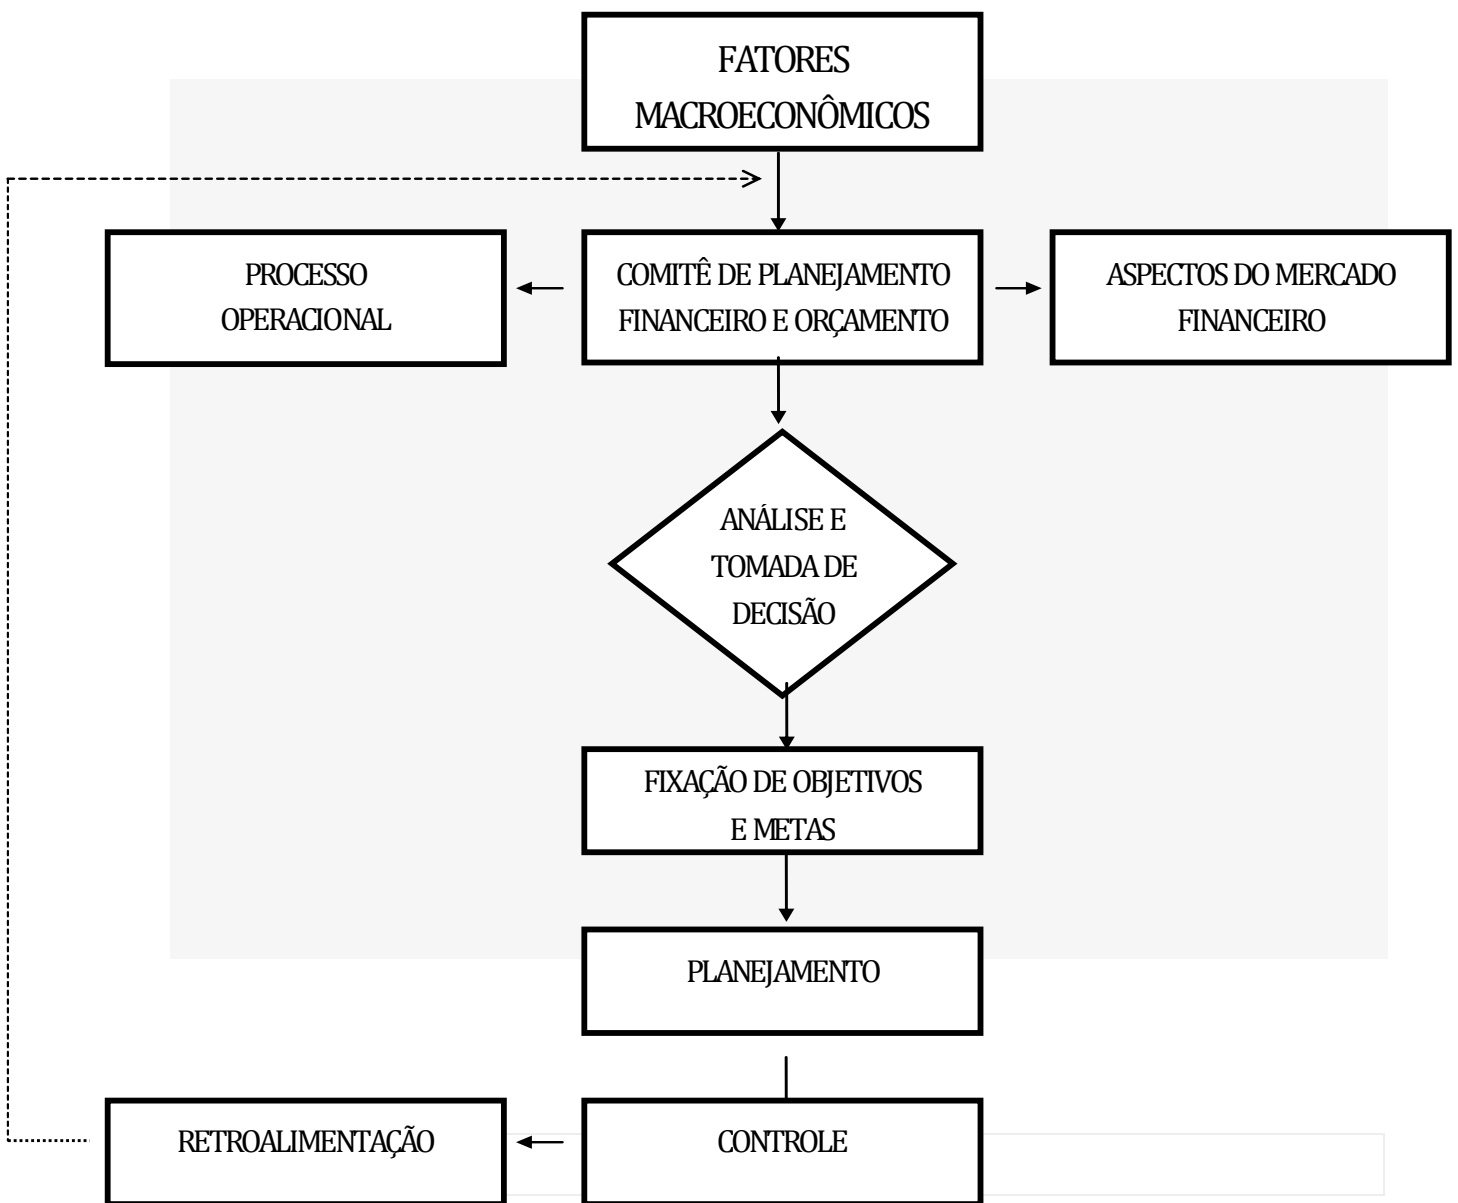 FATORES
MACROECONÔMICOS
PROCESSO
OPERACIONAL
COMITÊ DE PLANEJAMENTO
FINANCEIRO E ORÇAMENTO
ASPECTOS DO MERCADO
FINANCEIRO
ANÁLISE E
TOMADA DE
DECISÃO
FIXAÇÃO DE OBJETIVOS
E METAS
PLANEJAMENTO
RETROALIMENTAÇÃO
CONTROLE